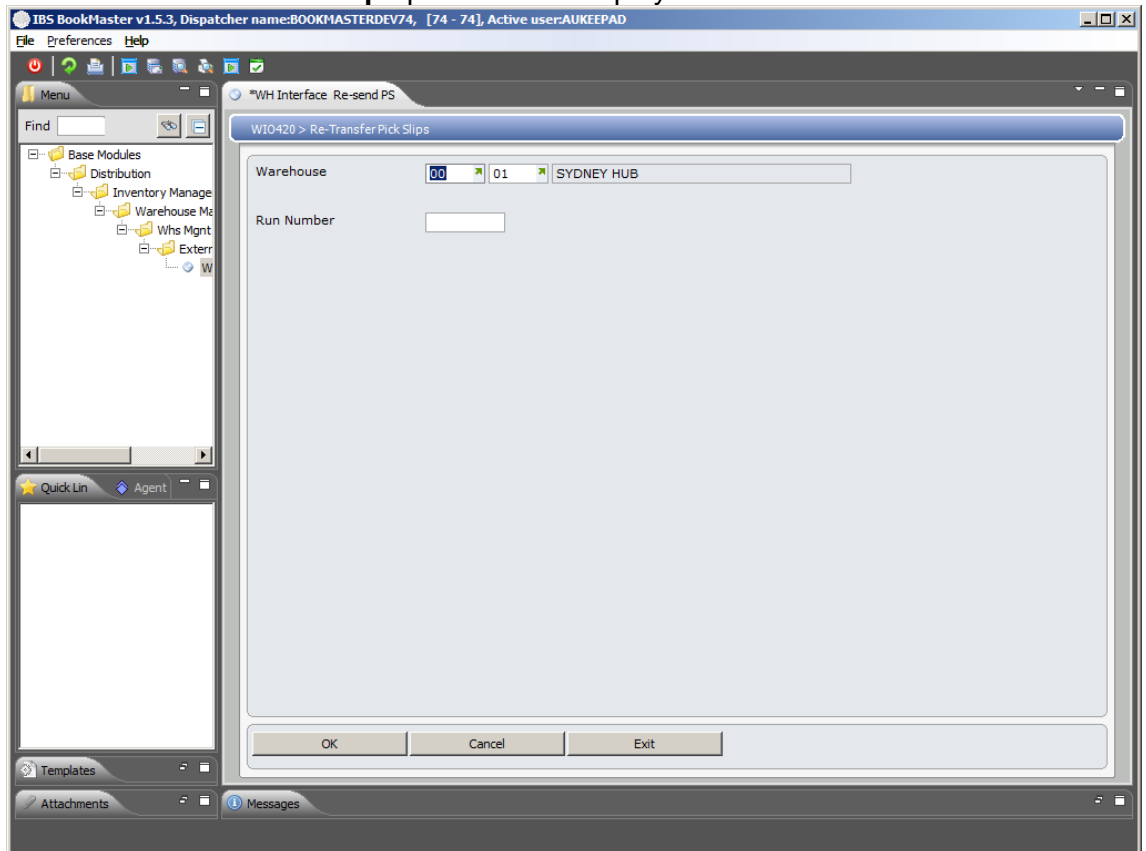 IBS BookMaster v1.5.3, Dispatcher name:BOOKMASTERDEV74, [74 - 74], Active user:AUKEEPAD
File Preferences Help
Menu
*WH Interface Re-send PS
Find
WIO420 > Re-Transfer Pick Slips
Base Modules
Distribution
Inventory Manage
Warehouse Ma
Whs Mgnt
Extern
W
Warehouse 00 01 SYDNEY HUB
Run Number
Quick Lin Agent
OK Cancel Exit
Templates
Attachments
Messages